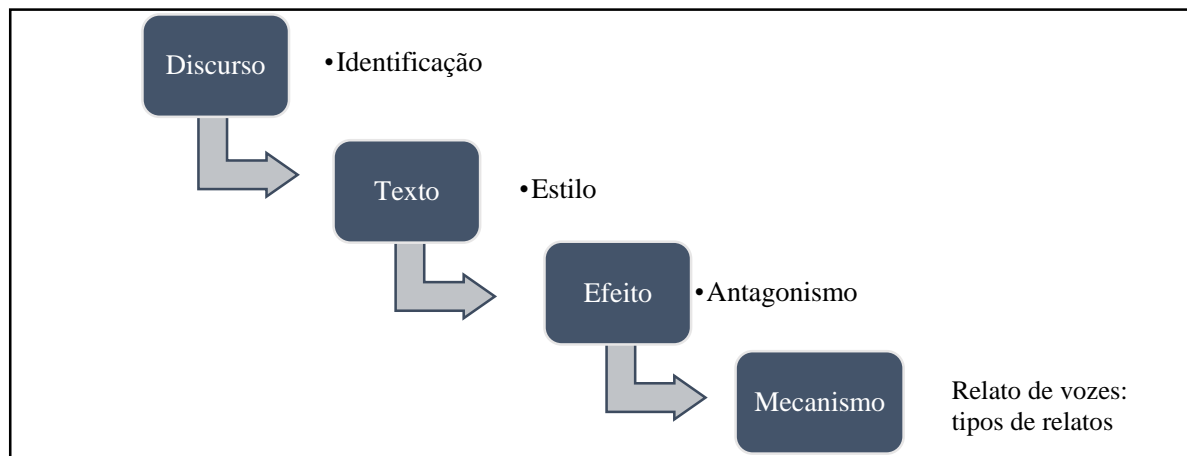 Discurso
•Identificação
Texto
•Estilo
Efeito
•Antagonismo
Mecanismo
Relato de vozes:
tipos de relatos